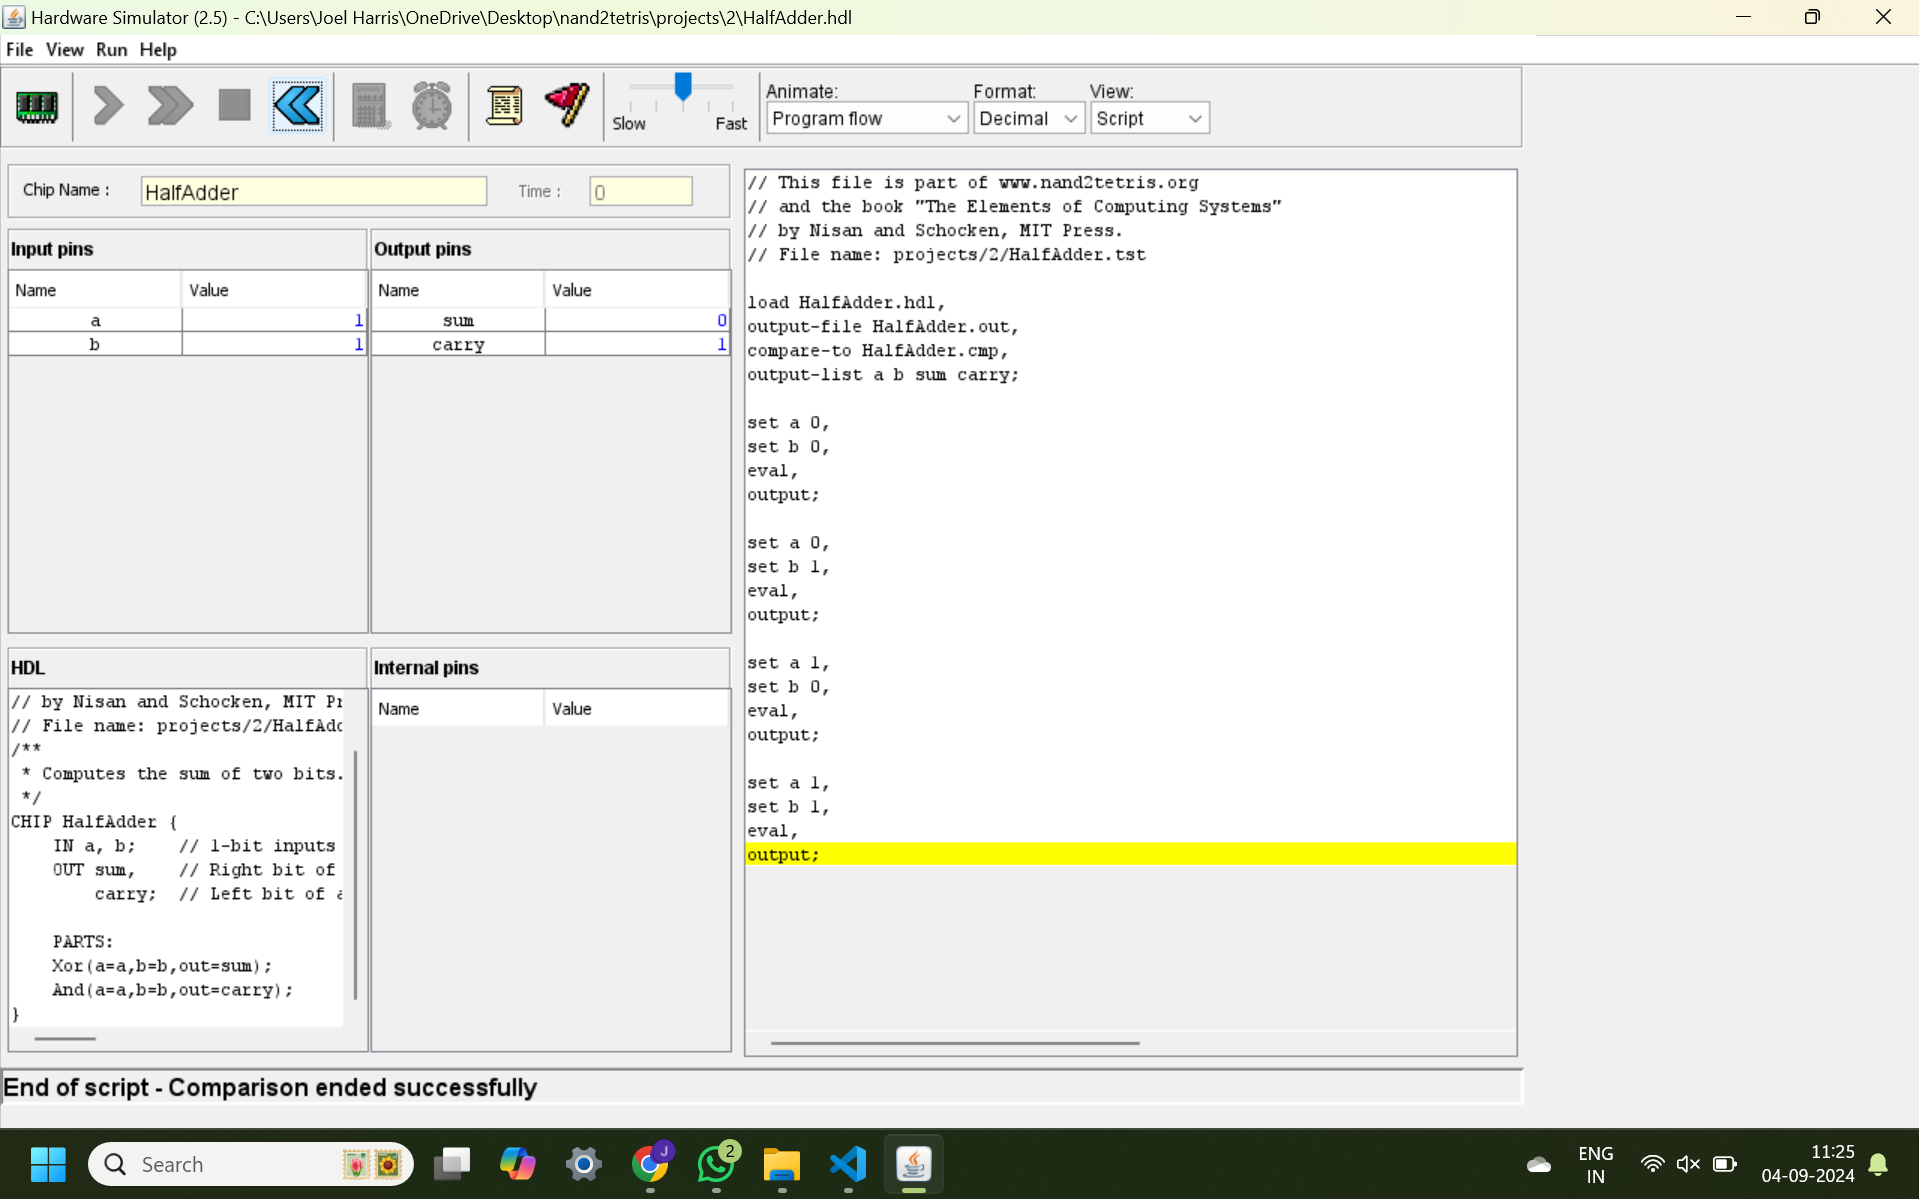 Hardware Simulator (2.5) - C:\Users\Joel Harris\OneDrive\Desktop\nand2tetris\projects\2\HalfAdder.hdl
File View Run Help
Slow Fast
Animate: Format: View:
Program flow Decimal Script
Chip Name : HalfAdder Time : 0
Input pins
Name Value
a 1
b 1
Output pins
Name Value
sum 0
carry 1
HDL
// by Nisan and Schocken, MIT Pr
// File name: projects/2/HalfAdd
/**
* Computes the sum of two bits.
*/
CHIP HalfAdder {
IN a, b; // 1-bit inputs
OUT sum, // Right bit of
carry; // Left bit of a
PARTS:
Xor(a=a,b=b,out=sum);
And(a=a,b=b,out=carry);
}
Internal pins
Name Value
// This file is part of www.nand2tetris.org
// and the book "The Elements of Computing Systems"
// by Nisan and Schocken, MIT Press.
// File name: projects/2/HalfAdder.tst
load HalfAdder.hdl,
output-file HalfAdder.out,
compare-to HalfAdder.cmp,
output-list a b sum carry;
set a 0,
set b 0,
eval,
output;
set a 0,
set b 1,
eval,
output;
set a 1,
set b 0,
eval,
output;
set a 1,
set b 1,
eval,
output;
End of script - Comparison ended successfully
Search
J
2
ENG
IN
11:25
04-09-2024